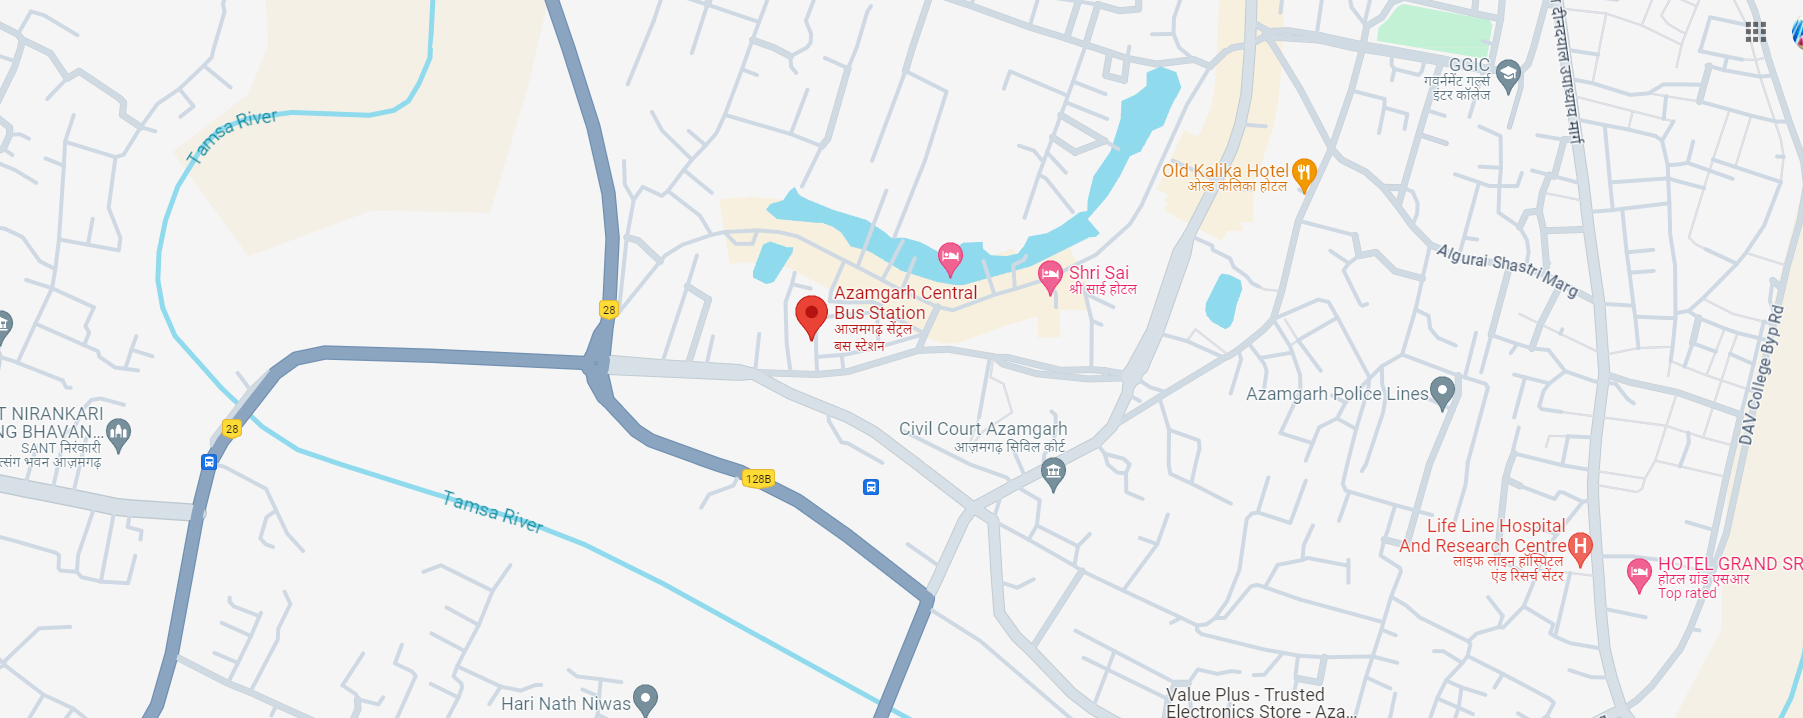 दीनदयाल उपाध्याय मार्ग
GGIC
गवर्नमेंट गर्ल्स
इंटर कॉलेज
Tamsa River
Old Kalika Hotel
ओल्ड कलिका होटल
Algurai Shastri Marg
Shri Sai
श्री साई होटल
Azamgarh Central
Bus Station
आजमगढ़ सेंट्रल
बस स्टेशन
28
DAV College Byp Rd
Azamgarh Police Lines
T NIRANKARI
NG BHAVAN...
SANT निरंकारी
त्संग भवन आज़मगढ़
28
Civil Court Azamgarh
आज़मगढ़ सिविल कोर्ट
128B
Tamsa River
Life Line Hospital
And Research Centre
लाइफ लाइन हॉस्पिटल
एंड रिसर्च सेंटर
H
HOTEL GRAND SR
होटल ग्रांड एसआर
Top rated
Hari Nath Niwas
Value Plus - Trusted
Electronics Store - Aza...